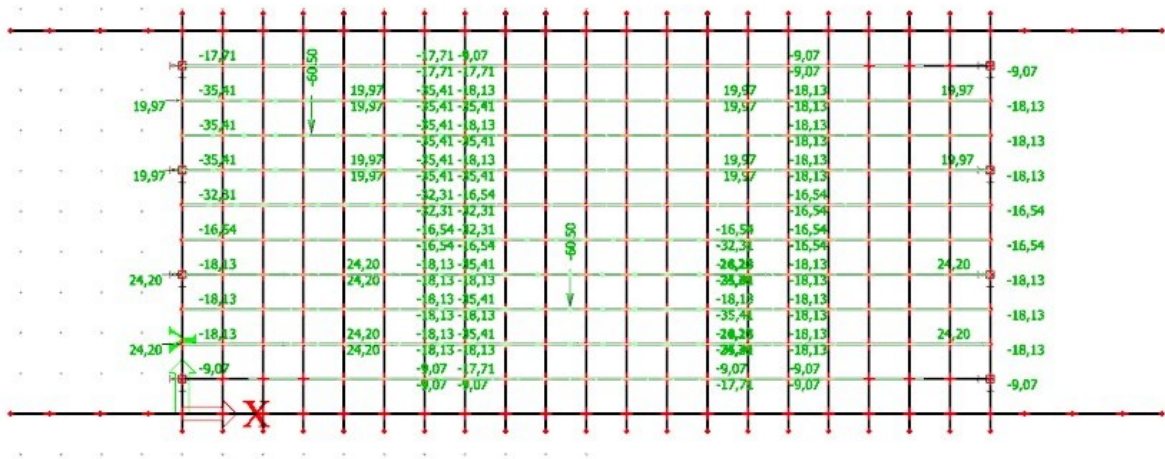 -17,71 -17,71 -9,07 -9,07
-60,50
-17,71 -17,71 -9,07 -9,07
-35,41 19,97 -35,41 -18,13 19,97 -18,13 19,97
19,97 19,97 -35,41 -35,41 19,97 -18,13 -18,13
-35,41 -35,41 -18,13 -18,13
-35,41 -35,41 -18,13 -18,13
-35,41 19,97 -35,41 -18,13 19,97 -18,13 19,97
19,97 19,97 -35,41 -35,41 19,97 -18,13 -18,13
-32,31 -32,31 -16,54 -16,54
-32,31 -32,31 -16,54 -16,54
-16,54 -16,54 -32,31 -16,54 -16,54
-60,50
-16,54 -16,54 -32,31 -16,54 -16,54
-18,13 24,20 -18,13 -35,41 -18,13 24,20
24,20 24,20 -18,13 -18,13 -18,13 -18,13
-18,13 -18,13 -35,41 -18,13 -18,13
-18,13 -18,13 -35,41 -18,13 -18,13
-18,13 24,20 -18,13 -35,41 -18,13 24,20
24,20 24,20 -18,13 -18,13 -18,13 -18,13
-9,07 -9,07 -17,71 -9,07 -9,07
-9,07 -9,07 -17,71 -9,07 -9,07
Y
X